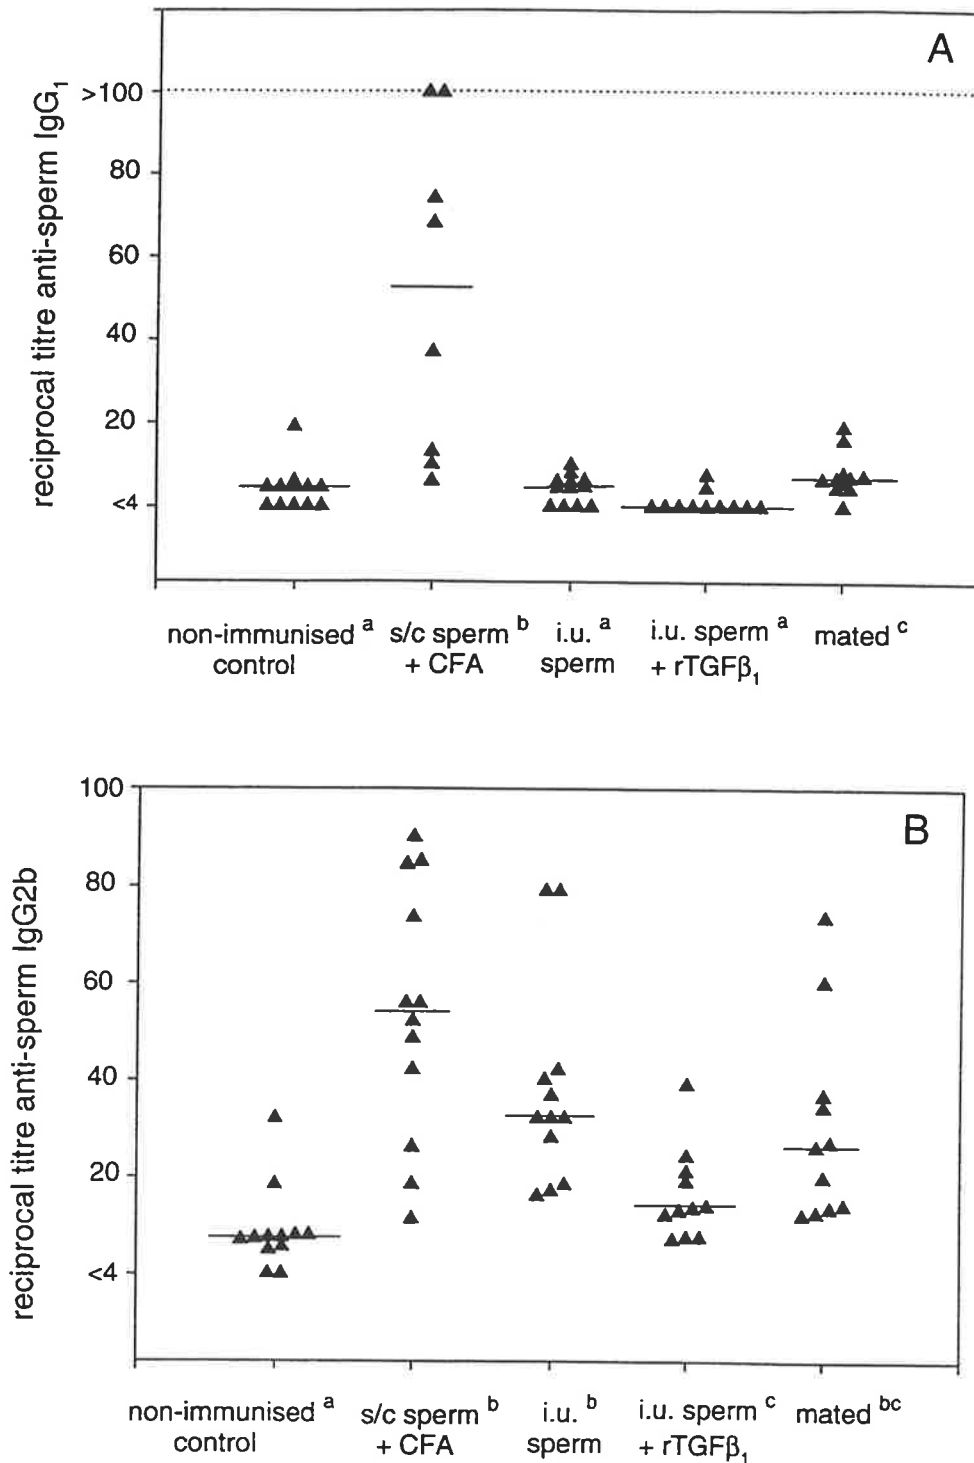 A
reciprocal titre anti-sperm IgG1
>100
80
60
40
20
<4
non-immunised a
control
s/c sperm b
+ CFA
i.u. a
sperm
i.u. sperm a
+ rTGFβ1
mated c
B
reciprocal titre anti-sperm IgG2b
100
80
60
40
20
<4
non-immunised a
control
s/c sperm b
+ CFA
i.u. b
sperm
i.u. sperm c
+ rTGFβ1
mated bc